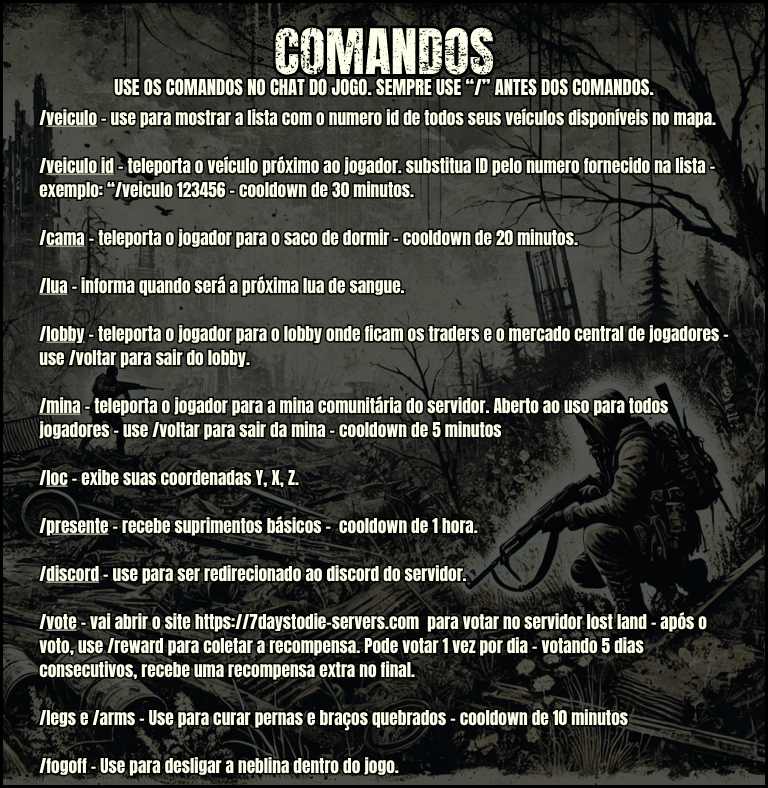 COMANDOS
USE OS COMANDOS NO CHAT DO JOGO. SEMPRE USE “/” ANTES DOS COMANDOS.
/veiculo - use para mostrar a lista com o numero id de todos seus veículos disponíveis no mapa.
/veiculo id - teleporta o veículo próximo ao jogador. substitua ID pelo numero fornecido na lista -
exemplo: “/veiculo 123456 - cooldown de 30 minutos.
/cama - teleporta o jogador para o saco de dormir - cooldown de 20 minutos.
/lua - informa quando será a próxima lua de sangue.
/lobby - teleporta o jogador para o lobby onde ficam os traders e o mercado central de jogadores -
use /voltar para sair do lobby.
/mina - teleporta o jogador para a mina comunitária do servidor. Aberto ao uso para todos
jogadores - use /voltar para sair da mina - cooldown de 5 minutos
/loc - exibe suas coordenadas Y, X, Z.
/presente - recebe suprimentos básicos -  cooldown de 1 hora.
/discord - use para ser redirecionado ao discord do servidor.
/vote - vai abrir o site https://7daystodie-servers.com  para votar no servidor lost land - após o
voto, use /reward para coletar a recompensa. Pode votar 1 vez por dia - votando 5 dias
consecutivos, recebe uma recompensa extra no final.
/legs e /arms - Use para curar pernas e braços quebrados - cooldown de 10 minutos
/fogoff - Use para desligar a neblina dentro do jogo.